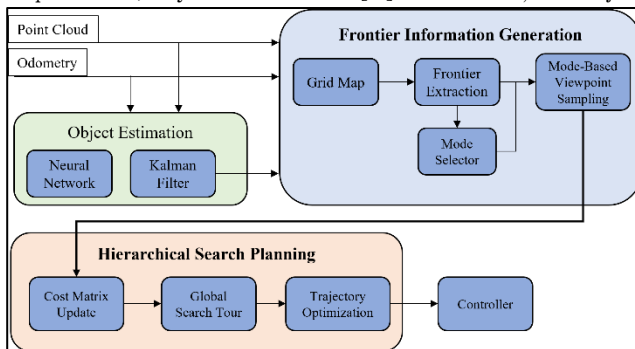 Point Cloud
Odometry
Frontier Information Generation
Grid Map
Frontier
Extraction
Mode-Based
Viewpoint
Sampling
Mode
Selector
Object Estimation
Neural
Network
Kalman
Filter
Hierarchical Search Planning
Cost Matrix
Update
Global
Search Tour
Trajectory
Optimization
Controller